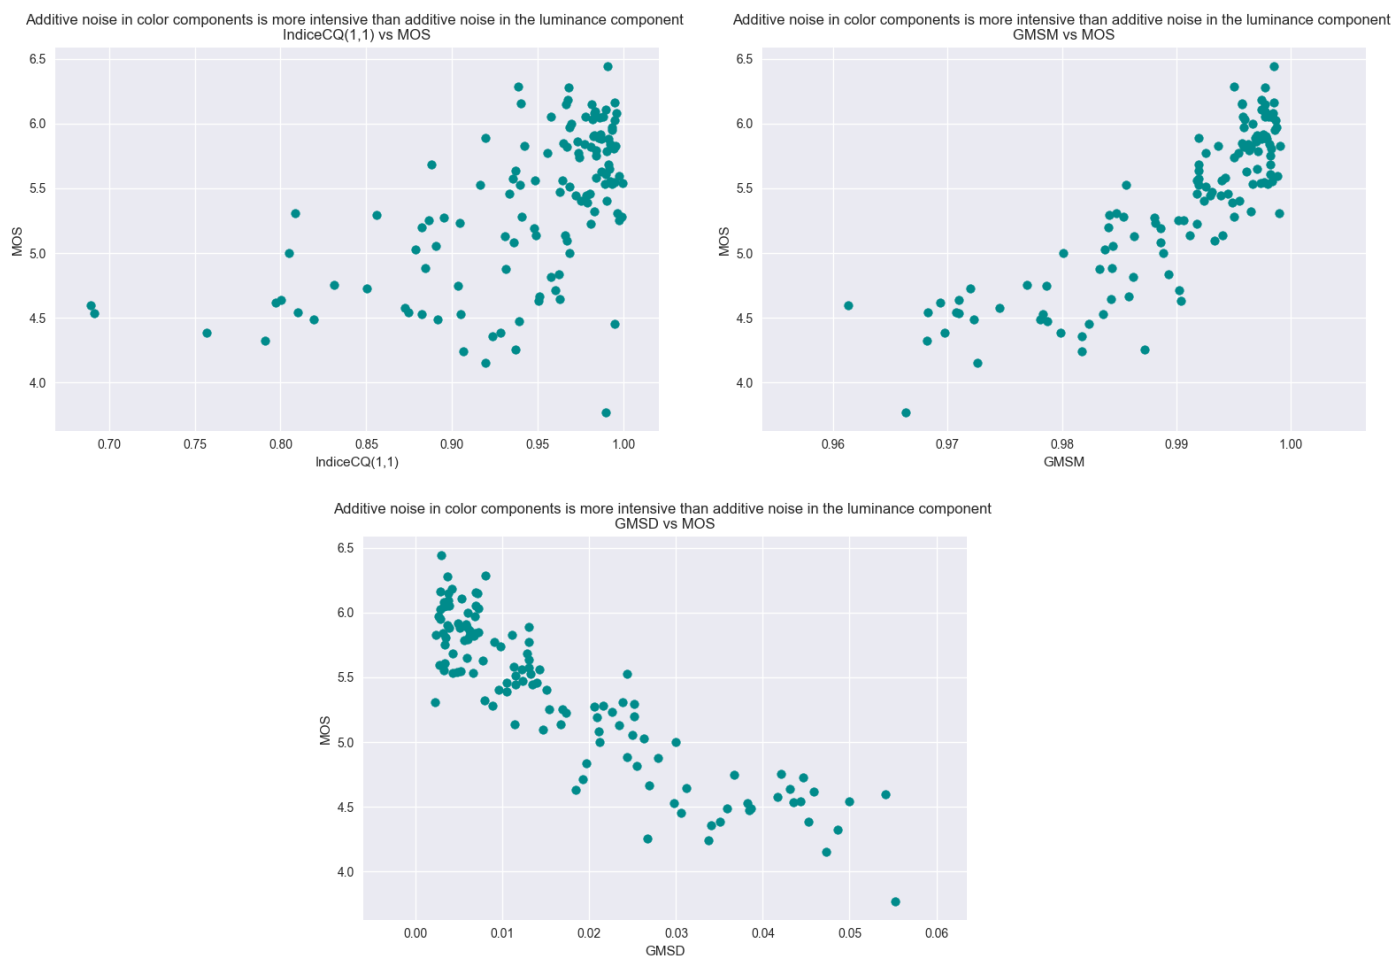 Additive noise in color components is more intensive than additive noise in the luminance component
IndiceCQ(1,1) vs MOS
6.5
6.0
5.5
5.0
4.5
4.0
MOS
0.70 0.75 0.80 0.85 0.90 0.95 1.00
IndiceCQ(1,1)
Additive noise in color components is more intensive than additive noise in the luminance component
GMSM vs MOS
6.5
6.0
5.5
5.0
4.5
4.0
MOS
0.96 0.97 0.98 0.99 1.00
GMSM
Additive noise in color components is more intensive than additive noise in the luminance component
GMSD vs MOS
6.5
6.0
5.5
5.0
4.5
4.0
MOS
0.00 0.01 0.02 0.03 0.04 0.05 0.06
GMSD